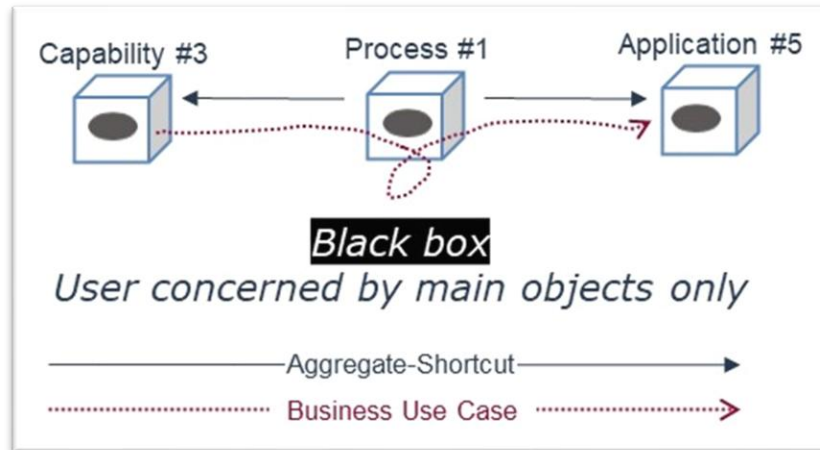 Capability #3
Process #1
Application #5
Black box
User concerned by main objects only
Aggregate-Shortcut
Business Use Case